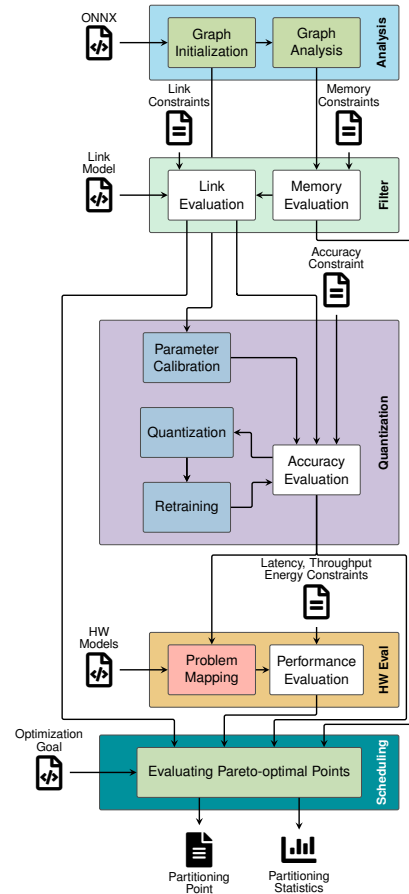 ONNX
Graph
Initialization
Graph
Analysis
Analysis
Link
Constraints
Memory
Constraints
Link
Model
Link
Evaluation
Memory
Evaluation
Filter
Accuracy
Constraint
Parameter
Calibration
Quantization
Accuracy
Evaluation
Retraining
Quantization
Latency, Throughput
Energy Constraints
HW
Models
Problem
Mapping
Performance
Evaluation
HW Eval
Optimization
Goal
Evaluating Pareto-optimal Points
Scheduling
Partitioning
Point
Partitioning
Statistics